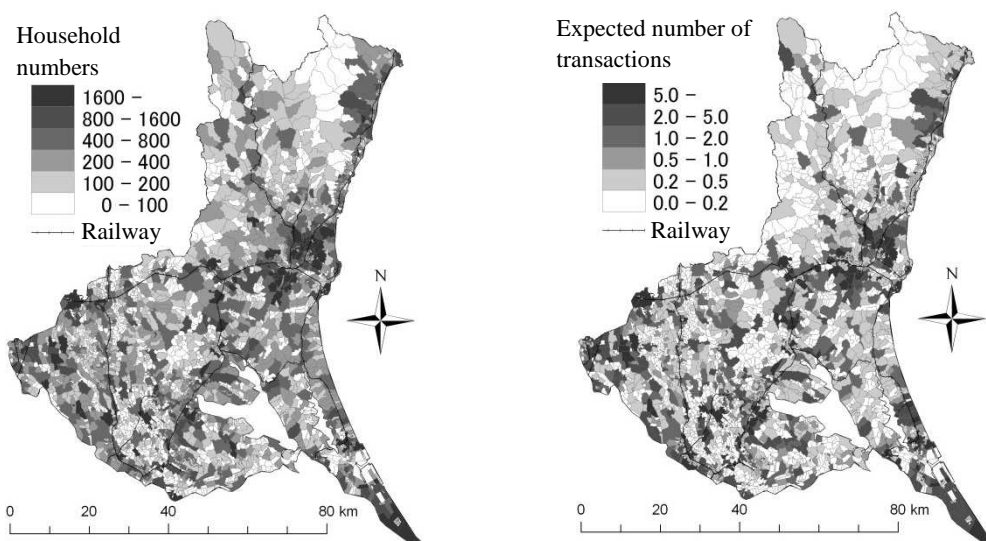 Household
numbers
1600 -
800 - 1600
400 - 800
200 - 400
100 - 200
0 - 100
Railway
N
0 20 40 60 80 km
Expected number of
transactions
5.0 -
2.0 - 5.0
1.0 - 2.0
0.5 - 1.0
0.2 - 0.5
0.0 - 0.2
Railway
N
0 20 40 60 80 km